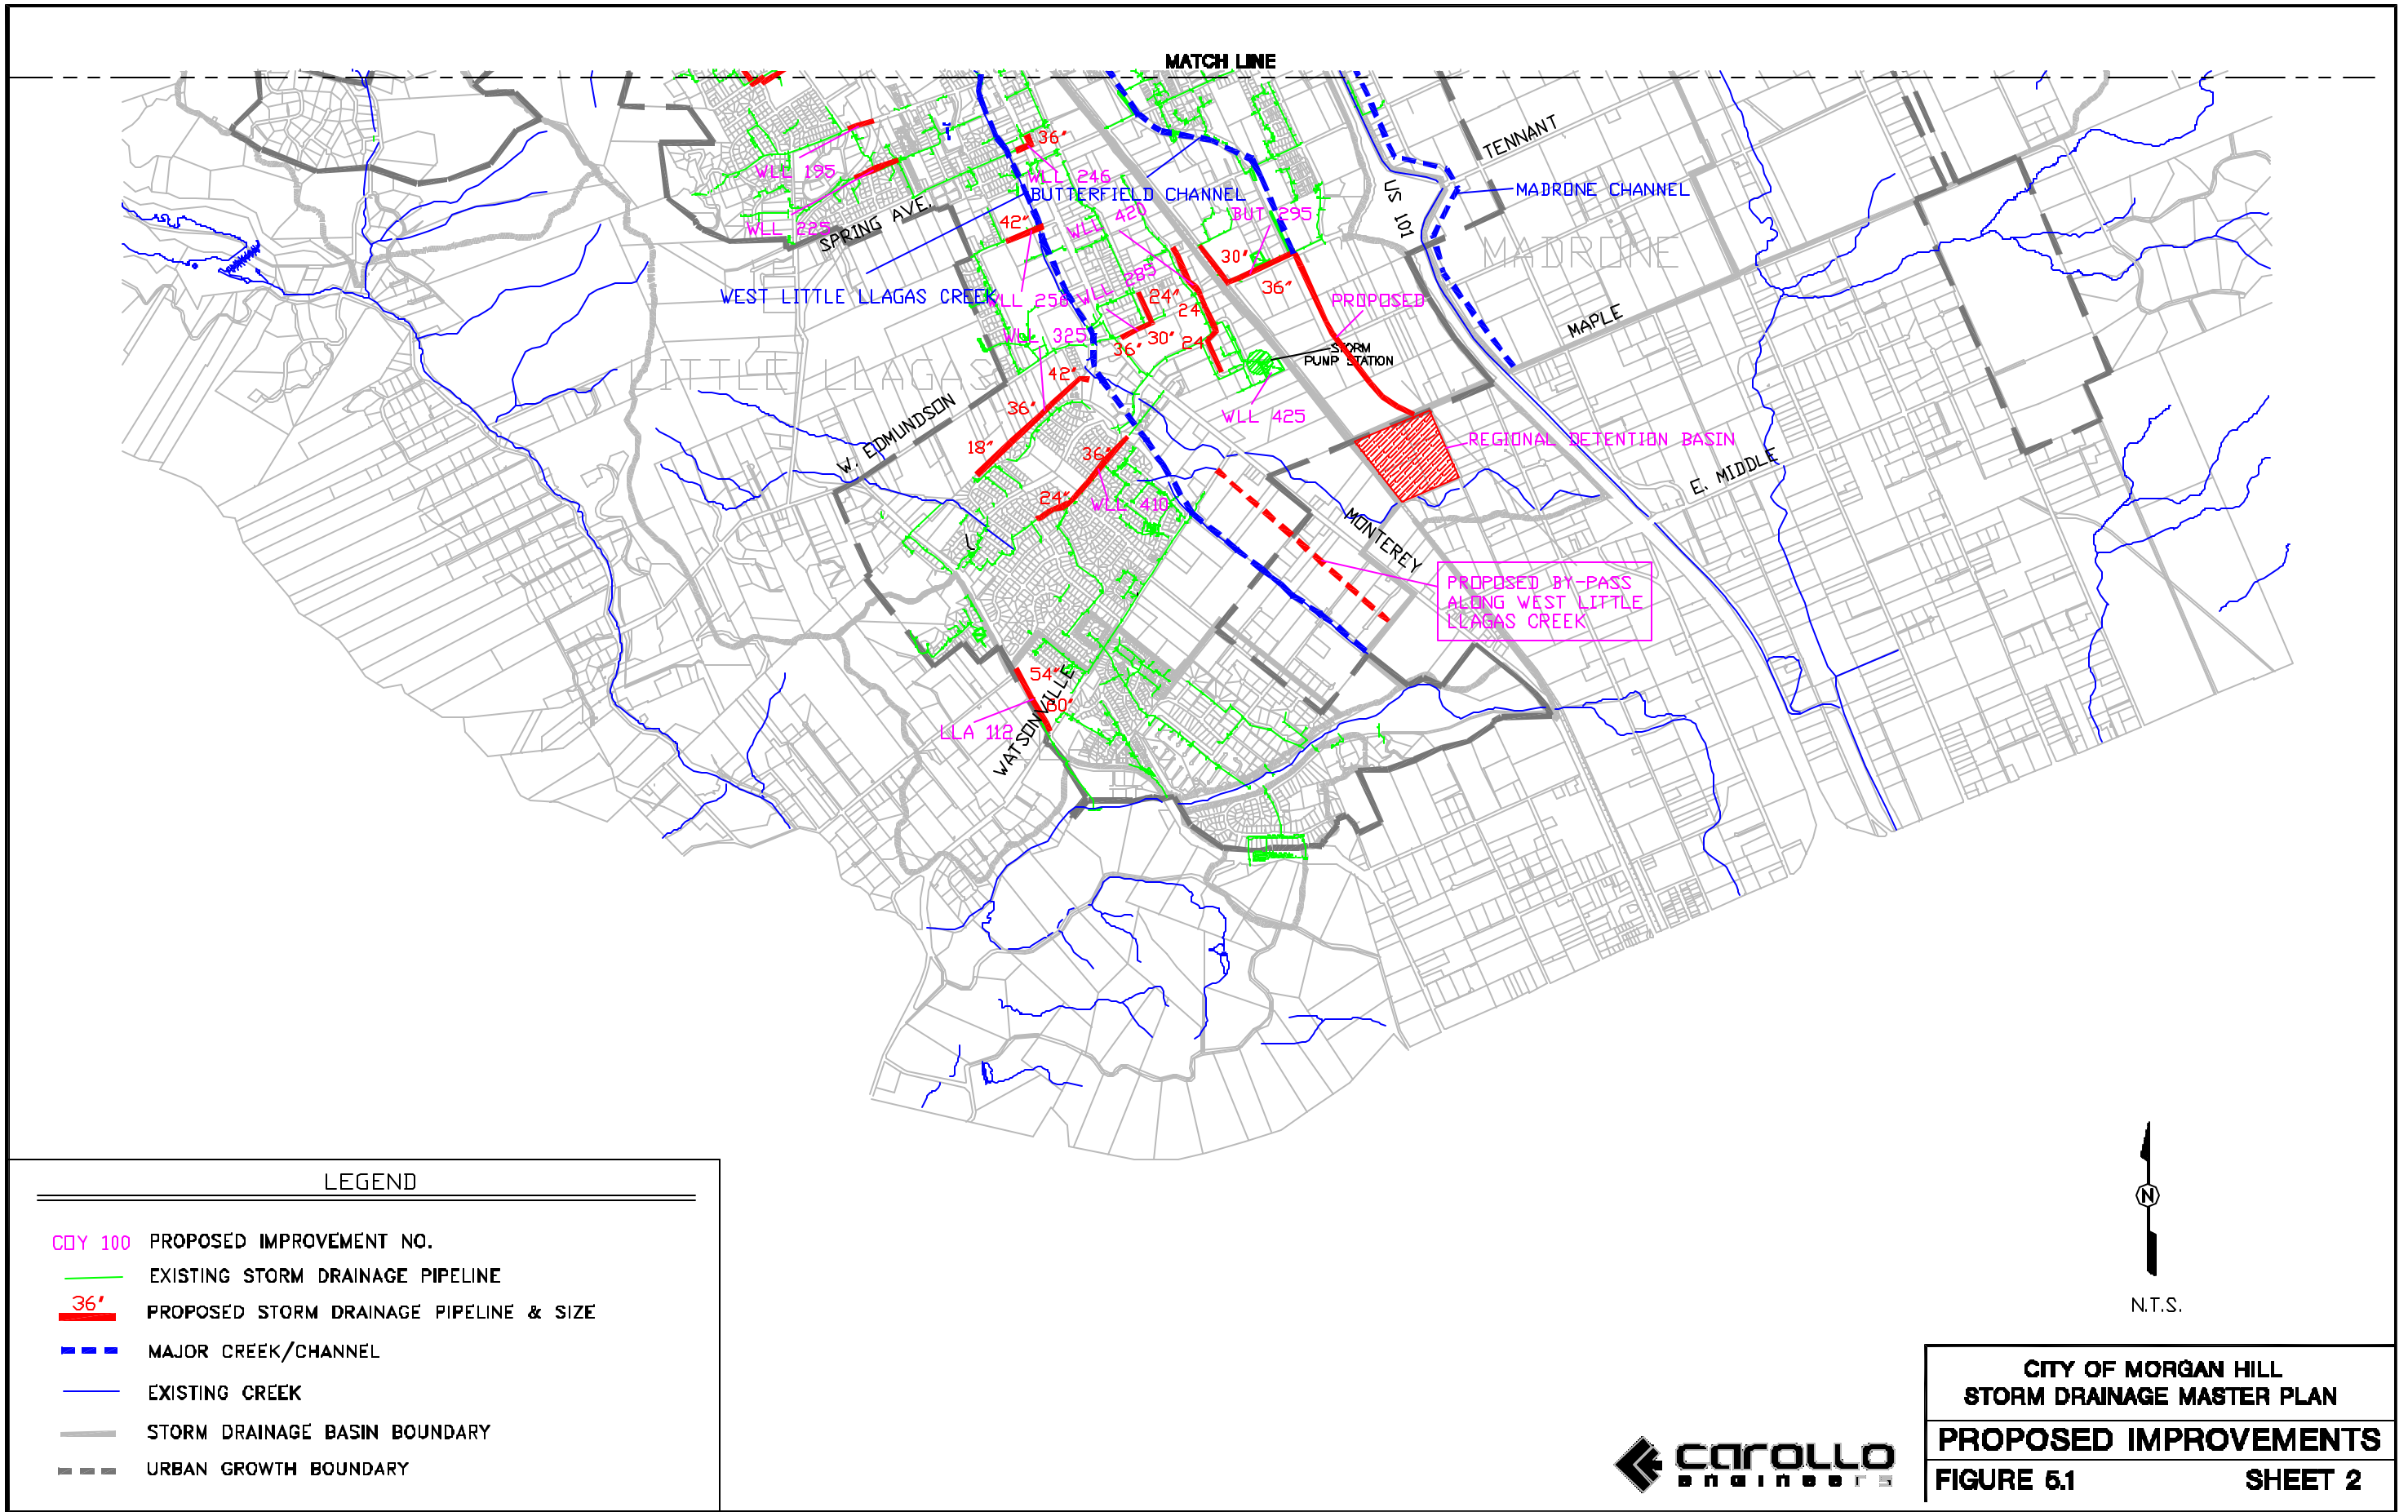 MATCH LINE
TENNANT
36"
WLL 195
WLL 246
MADRONE CHANNEL
BUTTERFIELD CHANNEL
US 101
WLL 420
BUT 295
WLL 225
SPRING AVE.
42"
MADRONE
30"
36"
WLL 285
WEST LITTLE LLAGAS CREEK
WLL 256
24"
24
PROPOSED
MAPLE
WLL 325
36"
30"
24
STORM
PUMP STATION
LITTLE LLAGAS
42"
36"
WLL 425
W. EDMUNDSON
18"
REGIONAL DETENTION BASIN
36"
E. MIDDLE
24"
WLL 410
MONTEREY
PROPOSED BY-PASS
ALONG WEST LITTLE
LLAGAS CREEK
54"
60"
LLA 112
WATSONVILLE
LEGEND
COY 100 PROPOSED IMPROVEMENT NO.
EXISTING STORM DRAINAGE PIPELINE
36" PROPOSED STORM DRAINAGE PIPELINE & SIZE
MAJOR CREEK/CHANNEL
EXISTING CREEK
STORM DRAINAGE BASIN BOUNDARY
URBAN GROWTH BOUNDARY
N
N.T.S.
carollo
engineers
CITY OF MORGAN HILL
STORM DRAINAGE MASTER PLAN
PROPOSED IMPROVEMENTS
FIGURE 5.1 SHEET 2